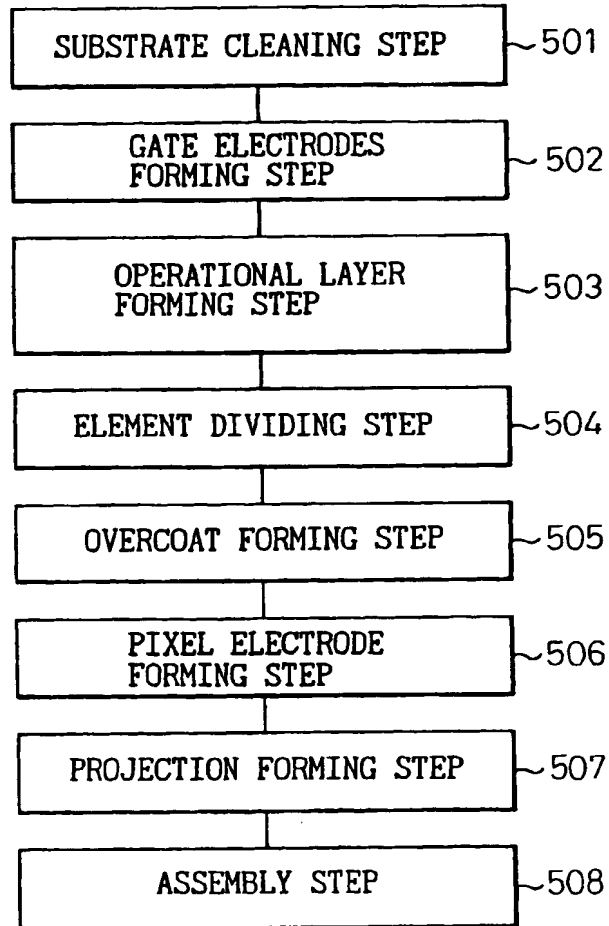 SUBSTRATE CLEANING STEP 501
GATE ELECTRODES
FORMING STEP 502
OPERATIONAL LAYER
FORMING STEP 503
ELEMENT DIVIDING STEP 504
OVERCOAT FORMING STEP 505
PIXEL ELECTRODE
FORMING STEP 506
PROJECTION FORMING STEP 507
ASSEMBLY STEP 508